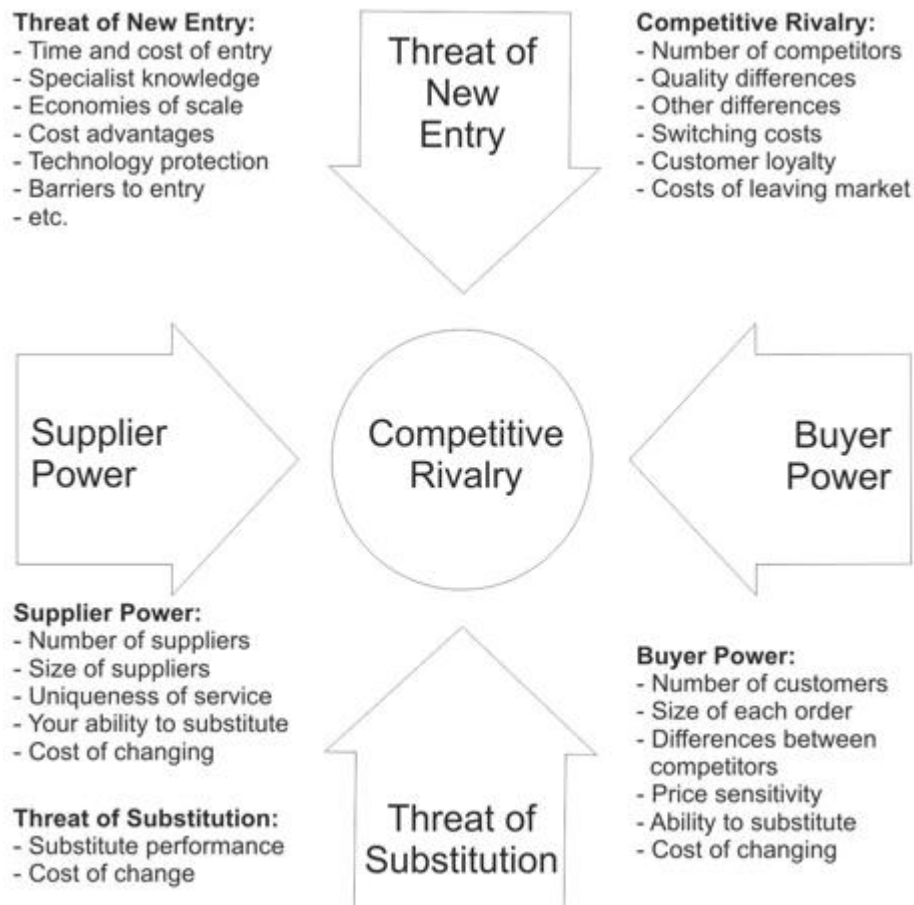 Threat of New Entry:
- Time and cost of entry
- Specialist knowledge
- Economies of scale
- Cost advantages
- Technology protection
- Barriers to entry
- etc.
Threat of
New
Entry
Competitive Rivalry:
- Number of competitors
- Quality differences
- Other differences
- Switching costs
- Customer loyalty
- Costs of leaving market
Supplier
Power
Competitive
Rivalry
Buyer
Power
Supplier Power:
- Number of suppliers
- Size of suppliers
- Uniqueness of service
- Your ability to substitute
- Cost of changing
Threat of Substitution:
- Substitute performance
- Cost of change
Threat of
Substitution
Buyer Power:
- Number of customers
- Size of each order
- Differences between
competitors
- Price sensitivity
- Ability to substitute
- Cost of changing